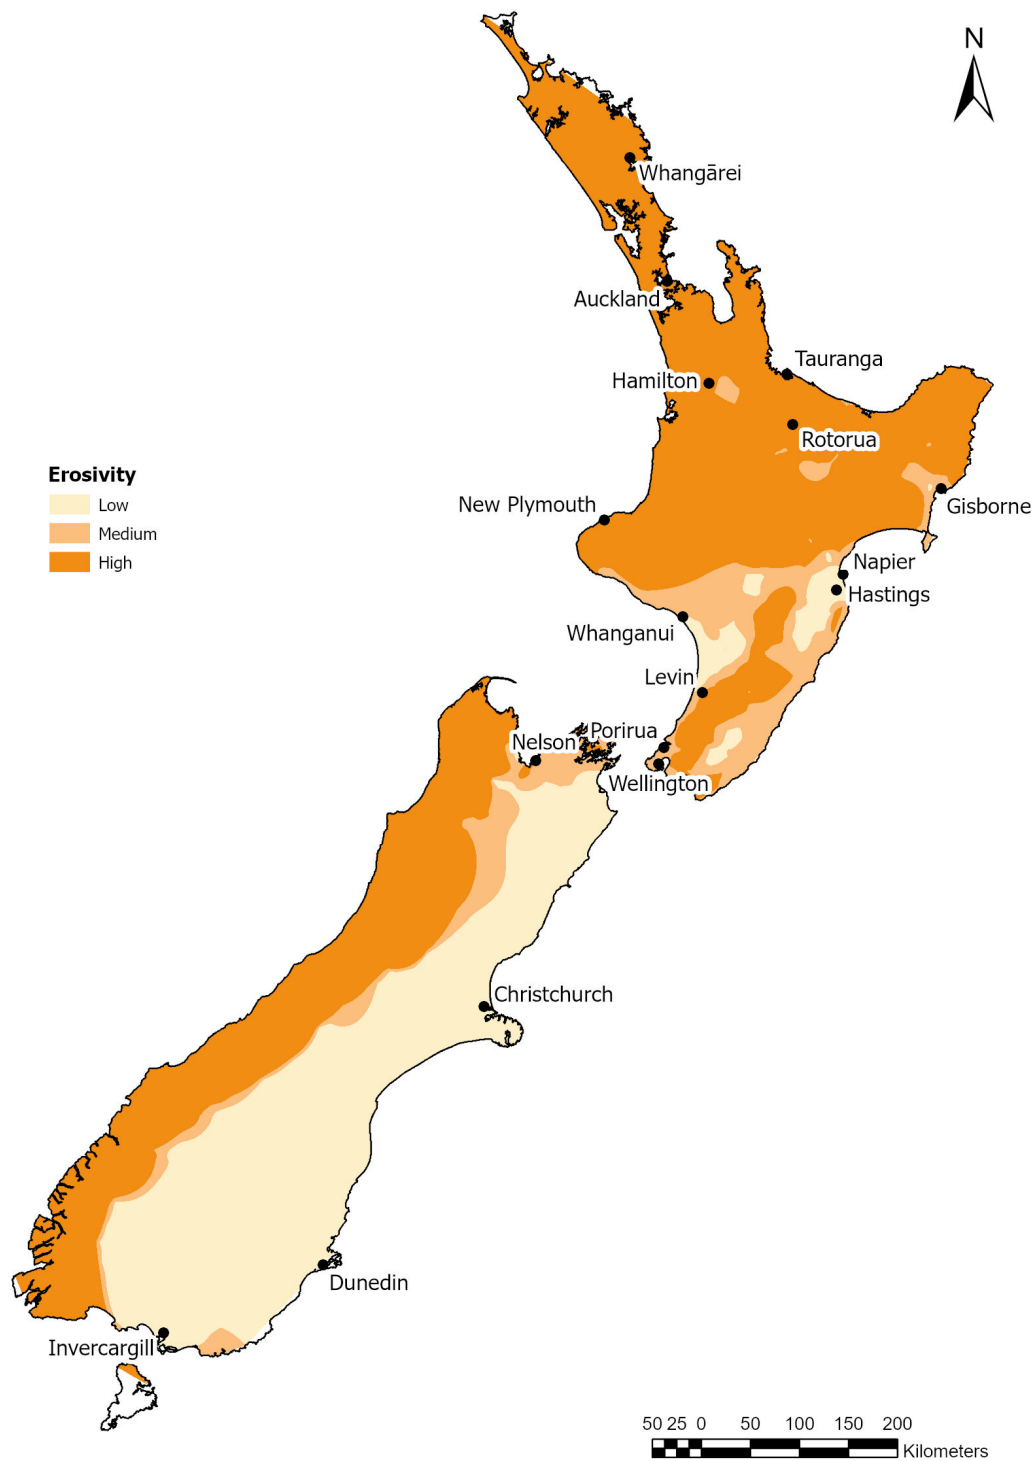 N
Whangārei
Auckland
Tauranga
Hamilton
Rotorua
Erosivity
Low
Medium
High
New Plymouth
Gisborne
Napier
Hastings
Whanganui
Levin
Porirua
Nelson
Wellington
Christchurch
Dunedin
Invercargill
50 25 0 50 100 150 200
Kilometers